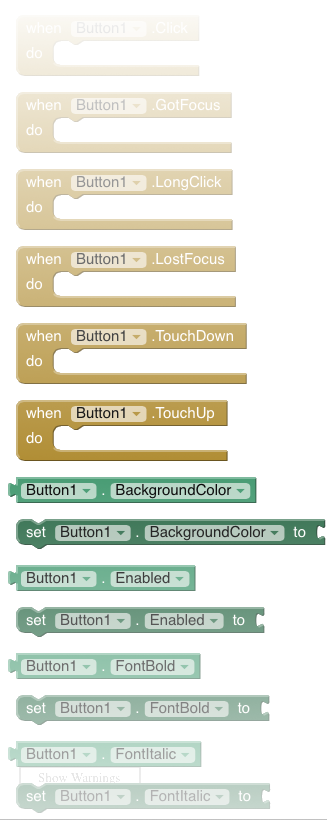 when Button1 .Click
do
when Button1 .GotFocus
do
when Button1 .LongClick
do
when Button1 .LostFocus
do
when Button1 .TouchDown
do
when Button1 .TouchUp
do
Button1 . BackgroundColor
set Button1 . BackgroundColor to
Button1 . Enabled
set Button1 . Enabled to
Button1 . FontBold
set Button1 . FontBold to
Button1 . FontItalic
Show Warnings
set Button1 . FontItalic to